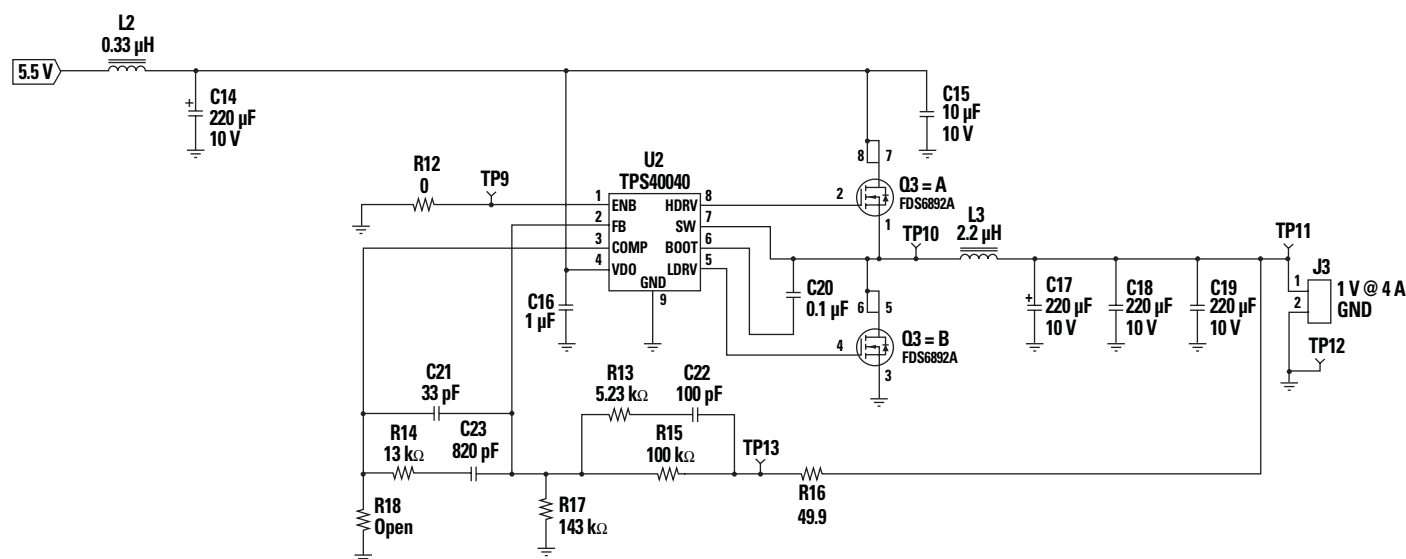 L2
0.33 µH
5.5 V
+
C14
220 µF
10 V
C15
10 µF
10 V
R12
0
TP9
U2
TPS40040
1
ENB
HDRV
8
2
FB
SW
7
3
COMP
BOOT
6
4
VDO
LDRV
5
GND
9
8
7
2
Q3 = A
FDS6892A
1
TP10
L3
2.2 µH
TP11
C16
1 µF
C20
0.1 µF
6
5
4
Q3 = B
FDS6892A
3
+
C17
220 µF
10 V
C18
220 µF
10 V
C19
220 µF
10 V
J3
1
1 V @ 4 A
2
GND
TP12
C21
33 pF
R13
5.23 kΩ
C22
100 pF
R14
13 kΩ
C23
820 pF
R15
100 kΩ
TP13
R16
49.9
R18
Open
R17
143 kΩ